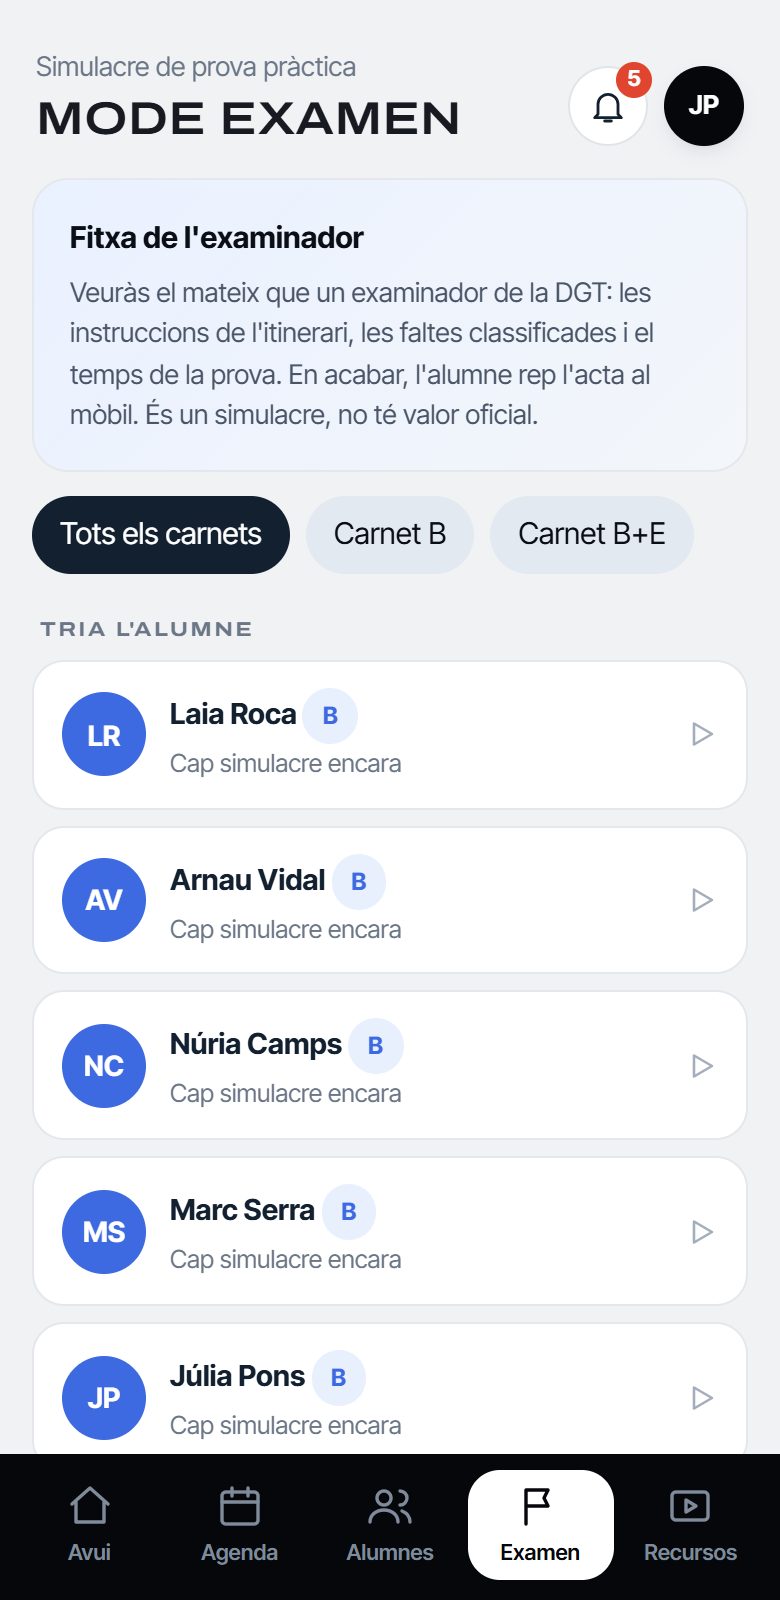 Simulacre de prova pràctica
MODE EXAMEN
5
JP
Fitxa de l'examinador
Veuràs el mateix que un examinador de la DGT: les
instruccions de l'itinerari, les faltes classificades i el
temps de la prova. En acabar, l'alumne rep l'acta al
mòbil. És un simulacre, no té valor oficial.
Tots els carnets
Carnet B
Carnet B+E
TRIA L'ALUMNE
LR
Laia Roca B
Cap simulacre encara
AV
Arnau Vidal B
Cap simulacre encara
NC
Núria Camps B
Cap simulacre encara
MS
Marc Serra B
Cap simulacre encara
JP
Júlia Pons B
Cap simulacre encara
Avui
Agenda
Alumnes
Examen
Recursos